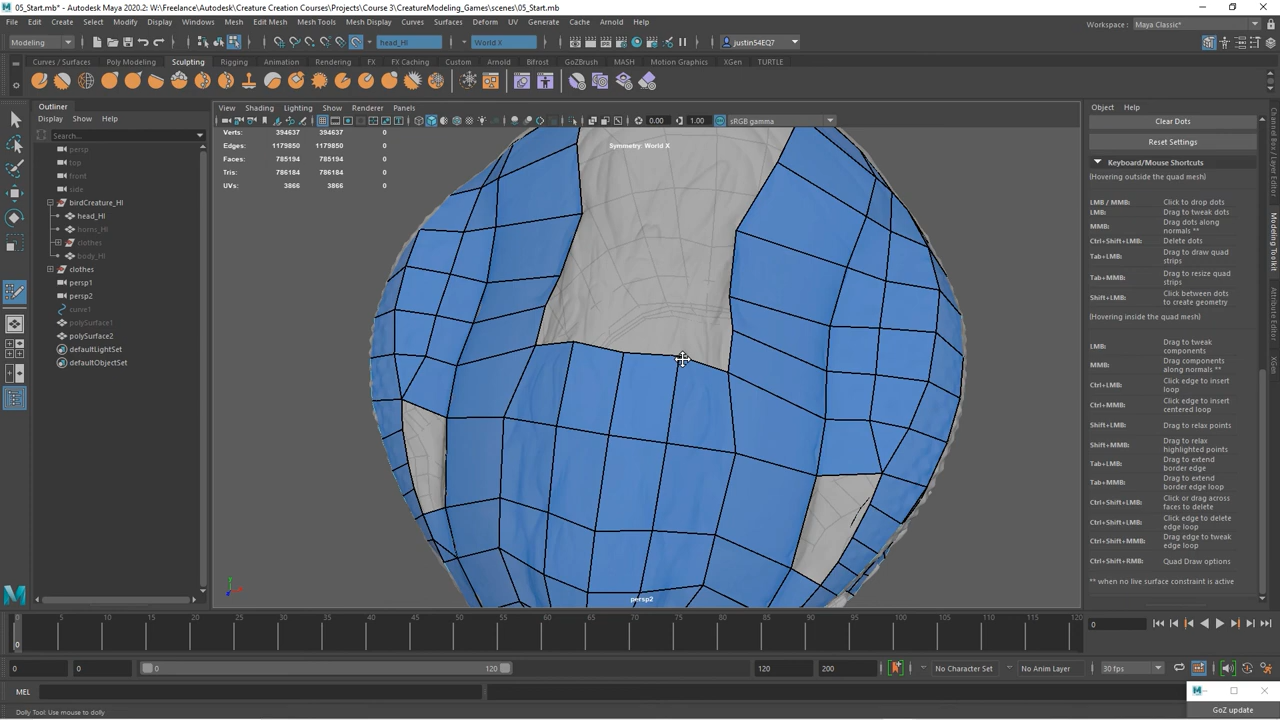 05_Start.mb* - Autodesk Maya 2020.2: D:\Freelance\Creature Creation Courses\Projects\Course 3\CreatureModeling_Games\scenes\05_Start.mb
File Edit Create Select Modify Display Windows Mesh Edit Mesh Mesh Tools Mesh Display Curves Surfaces Deform UV Generate Cache Arnold Help
Workspace : Maya Classic*
Modeling head_HI World X justin54EQ7
Curves / Surfaces Poly Modeling Sculpting Rigging Animation Rendering FX FX Caching Custom Arnold Bifrost GoZBrush MASH Motion Graphics XGen TURTLE
Outliner
Display Show Help
Search...
persp
top
front
side
birdCreature_HI
head_HI
horns_HI
clothes
body_HI
clothes
persp1
persp2
curve1
polySurface1
polySurface2
defaultLightSet
defaultObjectSet
View Shading Lighting Show Renderer Panels
0.00 1.00 sRGB gamma
Verts: 394637 394637 0
Edges: 1179850 1179850 0
Faces: 785194 785194 0
Tris: 786184 786184 0
UVs: 3866 3866 0
Symmetry: World X
persp2
Object Help
Clear Dots
Reset Settings
Keyboard/Mouse Shortcuts
(Hovering outside the quad mesh)
LMB / MMB: Click to drop dots
LMB: Drag to tweak dots
MMB: Drag dots along normals **
Ctrl+Shift+LMB: Delete dots
Tab+LMB: Drag to draw quad strips
Tab+MMB: Drag to resize quad strips
Shift+LMB: Click between dots to create geometry
(Hovering inside the quad mesh)
LMB: Drag to tweak components
MMB: Drag components along normals **
Ctrl+LMB: Click edge to insert loop
Ctrl+MMB: Click edge to insert centered loop
Shift+LMB: Drag to relax points
Shift+MMB: Drag to relax highlighted points
Tab+LMB: Drag to extend border edge
Tab+MMB: Drag to extend border edge loop
Ctrl+Shift+LMB: Click or drag across faces to delete
Ctrl+Shift+LMB: Click edge to delete edge loop
Ctrl+Shift+MMB: Drag edge to tweak edge loop
Ctrl+Shift+RMB: Quad Draw options
** when no live surface constraint is active
Channel Box / Layer Editor
Modeling Toolkit
Attribute Editor
XGen
0 5 10 15 20 25 30 35 40 45 50 55 60 65 70 75 80 85 90 95 100 105 110 115 120
0
0
0 0 0 120 120 200 No Character Set No Anim Layer 30 fps
MEL
GoZ update
Dolly Tool: Use mouse to dolly